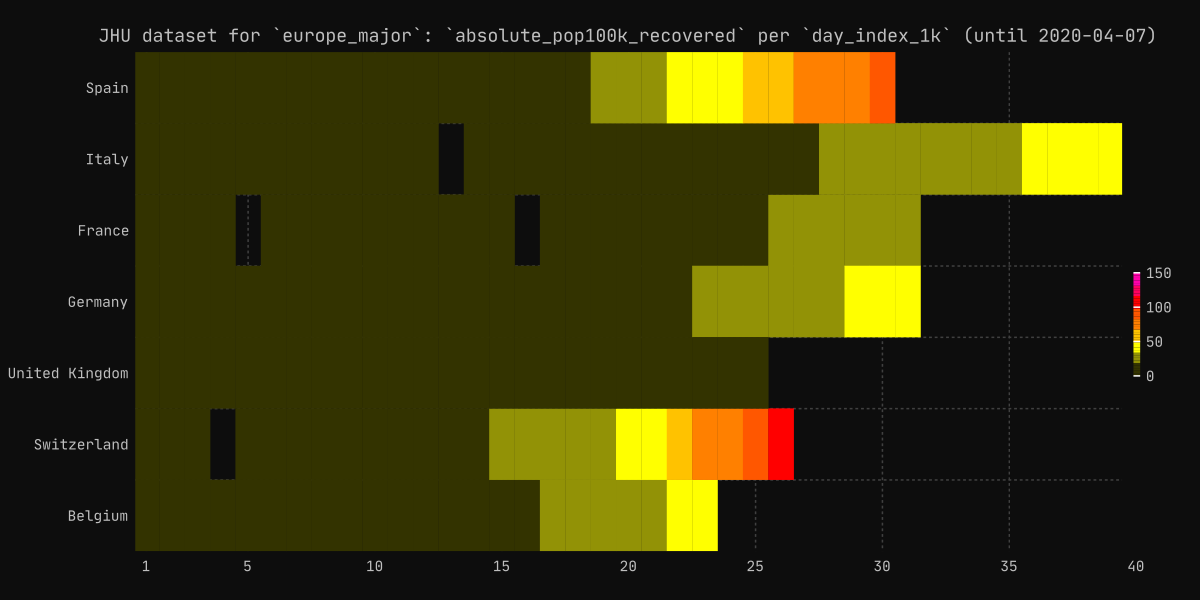 JHU dataset for `europe_major`: `absolute_pop100k_recovered` per `day_index_1k` (until 2020-04-07)
Spain
Italy
France
Germany
United Kingdom
Switzerland
Belgium
150
100
50
0
1 5 10 15 20 25 30 35 40